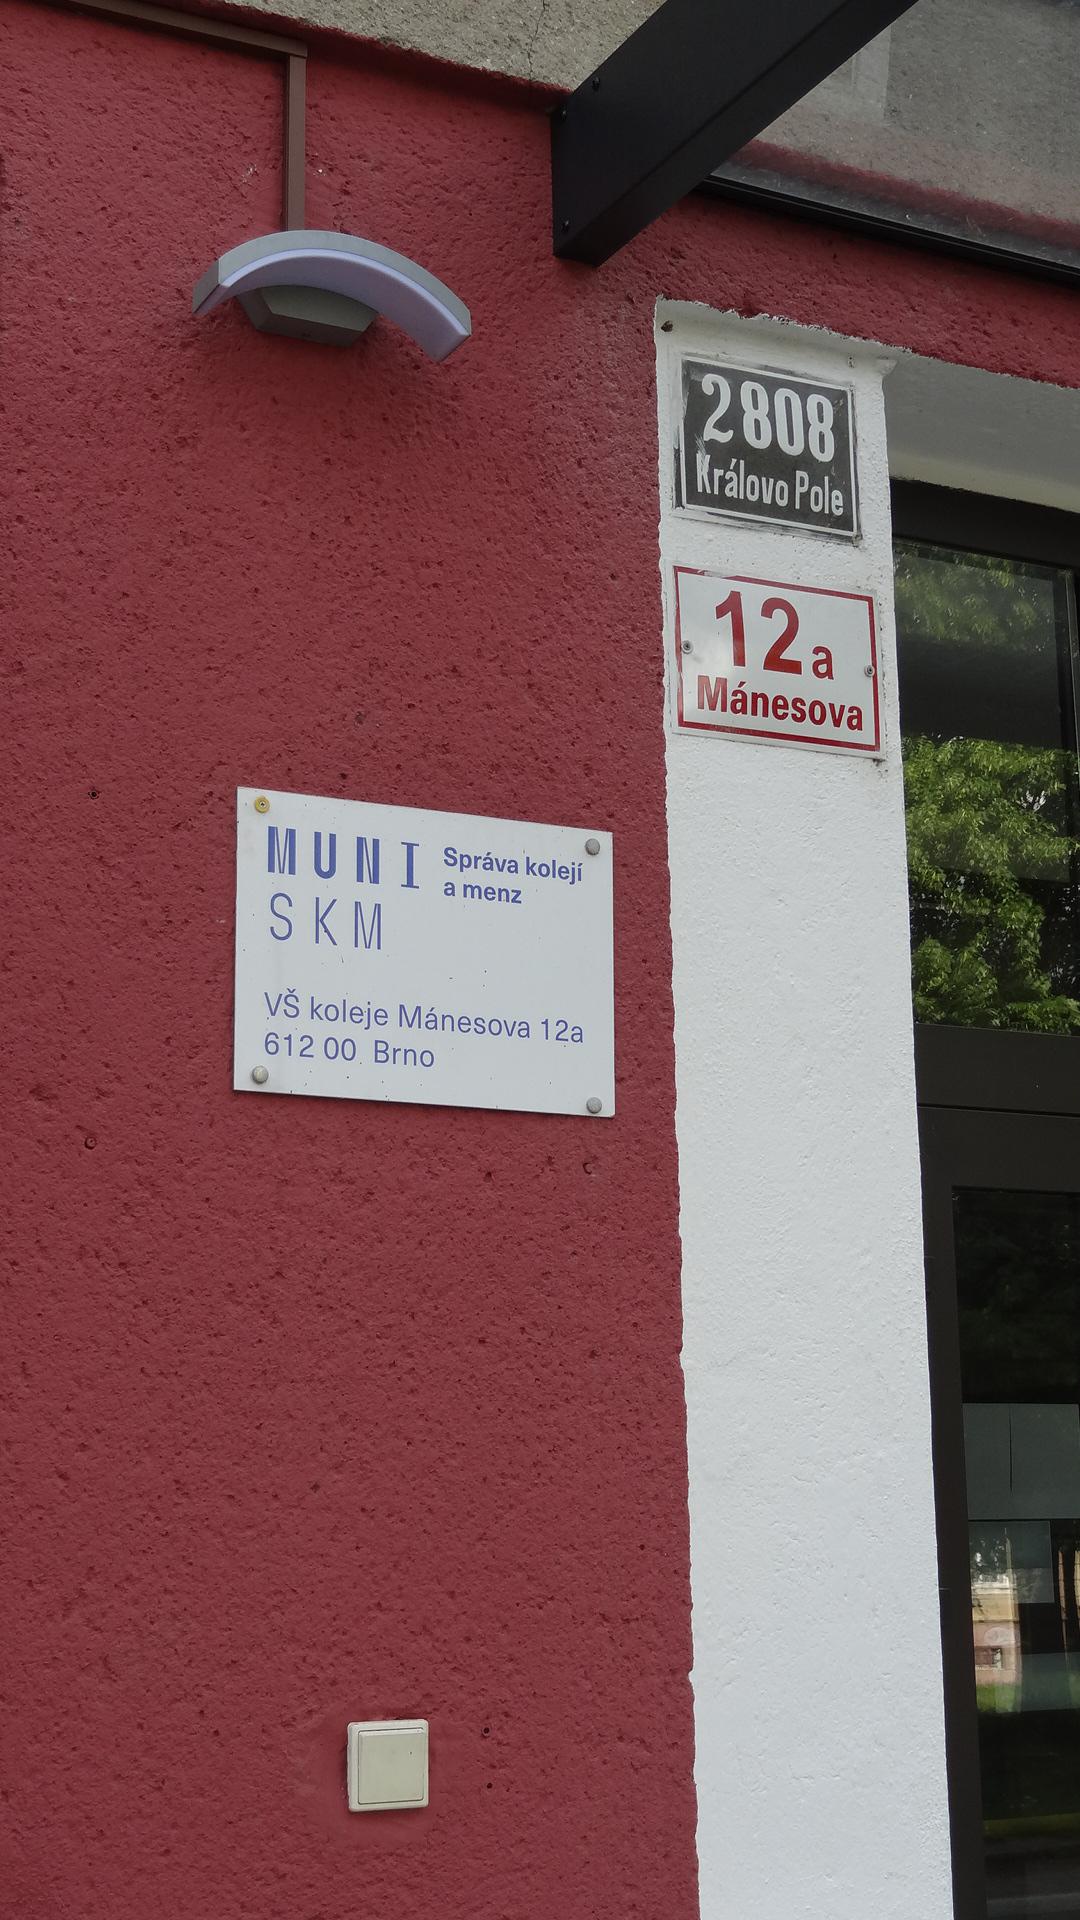 2808
Královo Pole
12a
Mánesova
MUNI
SKM
Správa kolejí
a menz
VŠ koleje Mánesova 12a
612 00 Brno